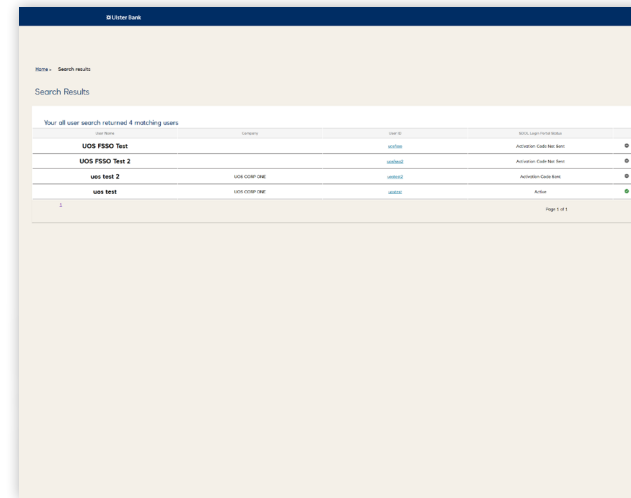 Ulster Bank
Home › Search results
Search Results
Your all user search returned 4 matching users
User Name Company User ID Login Portal Status
UOS FSSO Test Activation Code Not Sent
UOS FSSO Test 2 Activation Code Not Sent
uos test 2 UOS CORP ONE Activation Code Sent
uos test UOS CORP ONE Active
1 Page 1 of 1